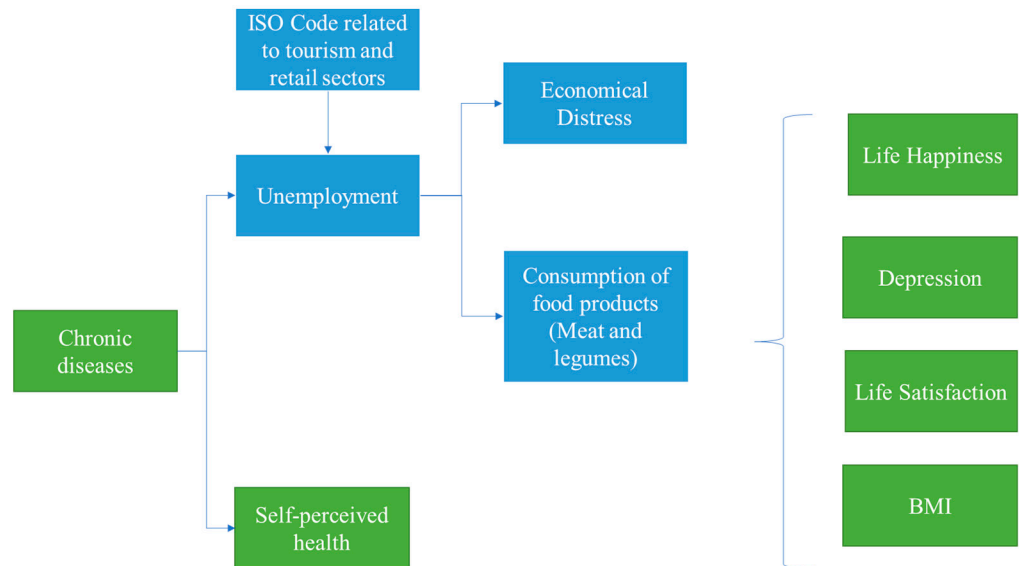 ISO Code related
to tourism and
retail sectors
Economical
Distress
Life Happiness
Unemployment
Depression
Consumption of
food products
(Meat and
legumes)
Chronic
diseases
Life Satisfaction
Self-perceived
health
BMI